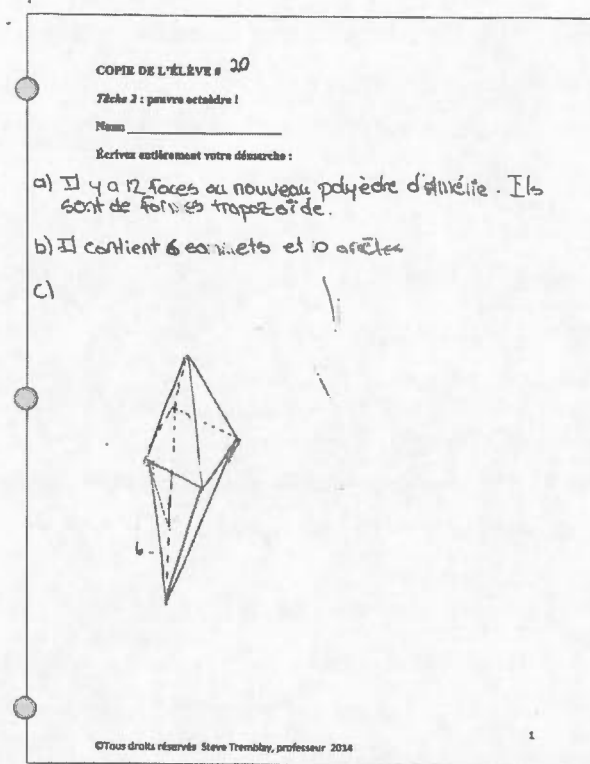 COPIE DE L'ÉLÈVE # 20
Tâche 2 : pauvre octaèdre !
Nom
Écrivez entièrement votre démarche :
a) Il y a 12 faces au nouveau polyèdre d'Amélie. Ils
sont de formes trapozoïde.
b) Il contient 6 sommets et 10 arêtes
c)
6
1
©Tous droits réservés Steve Tremblay, professeur 2014